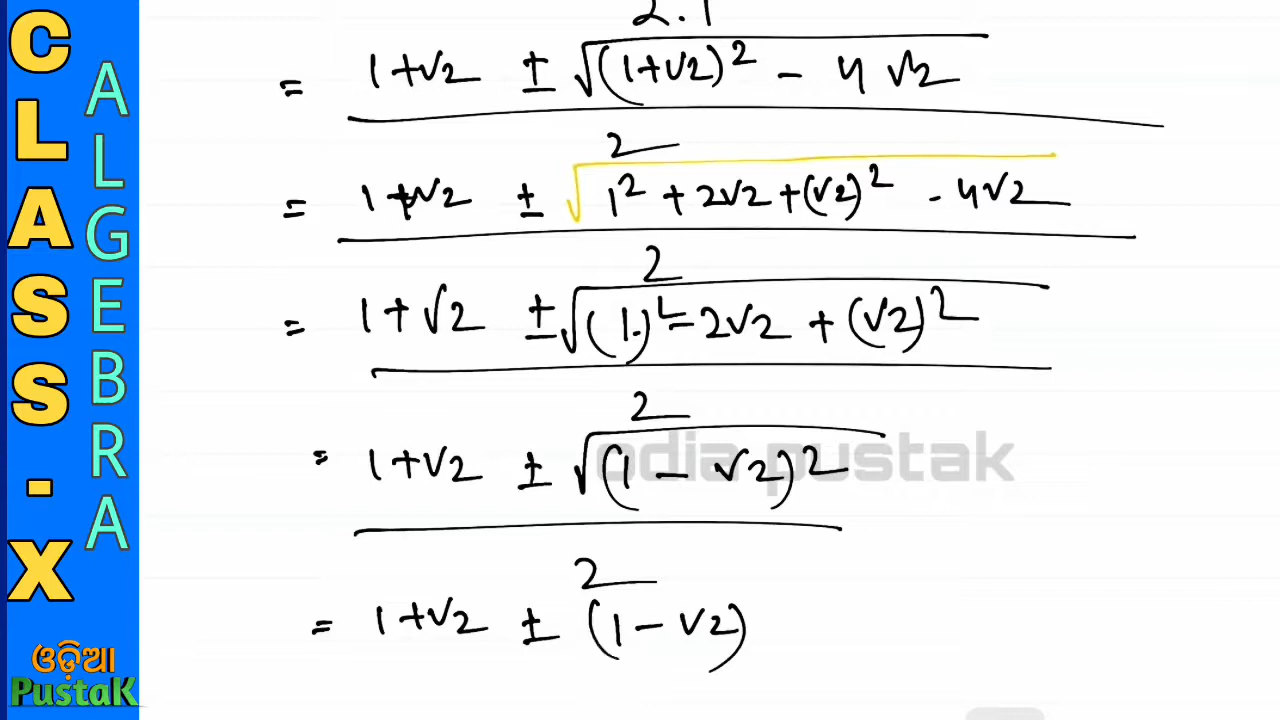 CLASS-X
ALGEBRA
ଓଡ଼ିଆ
PustaK
2.1
= 1+√2 ± √(1+√2)² - 4√2
2
= 1+√2 ± √1² + 2√2 + (√2)² - 4√2
2
= 1+√2 ± √(1.)² - 2√2 + (√2)²
2
odia pustak
= 1+√2 ± √(1 - √2)²
2
= 1+√2 ± (1 - √2)